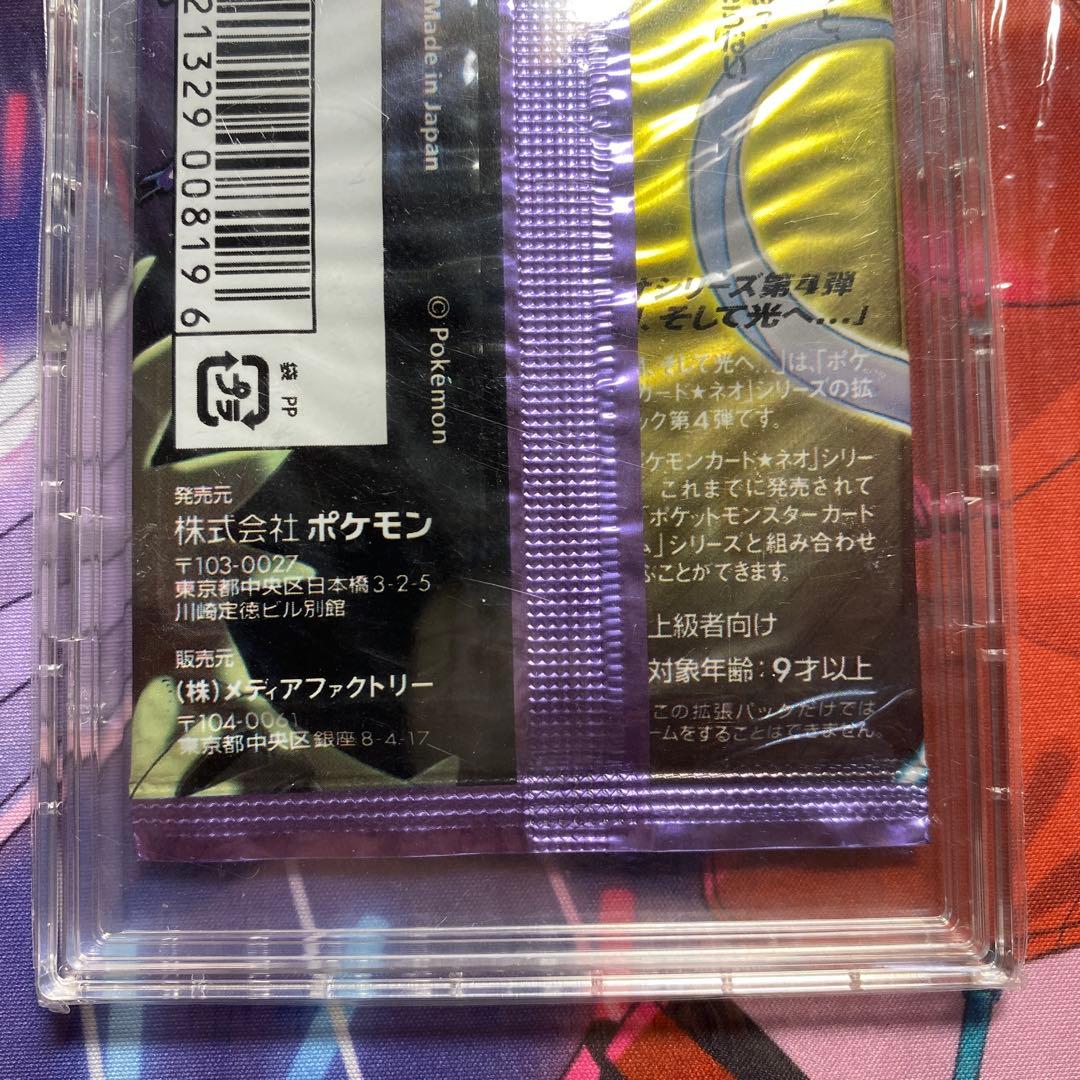 21329 00819 6
Made in Japan
© Pokémon
プラ
袋 PP
発売元
株式会社 ポケモン
〒103-0027
東京都中央区日本橋3-2-5
川崎定徳ビル別館
販売元
(株)メディアファクトリー
〒104-0061
東京都中央区銀座8-4-17
オシリーズ第4弾
、そして光へ...」
、そして光へ...」は、「ポケ
カード★ネオ」シリーズの拡
ック第4弾です。
ケモンカード★ネオ」シリー
これまでに発売されて
「ポケットモンスターカード
ム」シリーズと組み合わせ
ぶことができます。
上級者向け
対象年齢:9才以上
この拡張パックだけでは
ームをすることはできません。